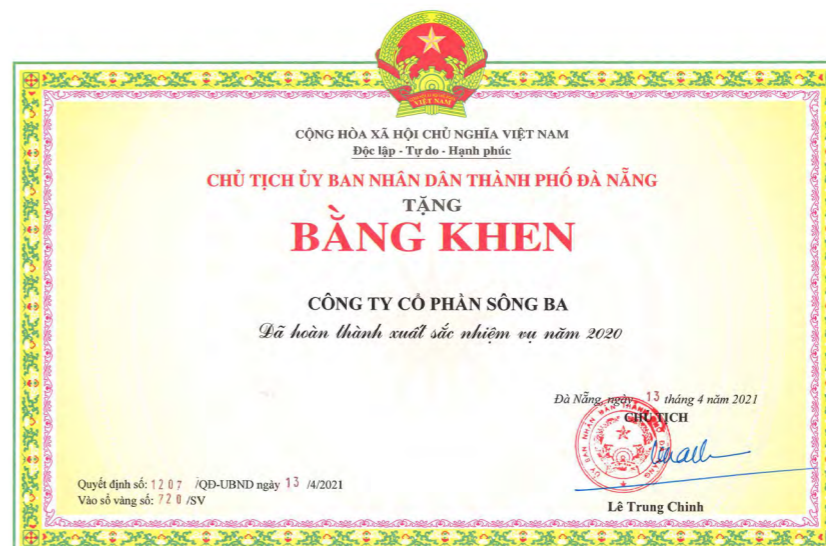 VIỆT NAM
CỘNG HÒA XÃ HỘI CHỦ NGHĨA VIỆT NAM
Độc lập - Tự do - Hạnh phúc
CHỦ TỊCH ỦY BAN NHÂN DÂN THÀNH PHỐ ĐÀ NẴNG
TẶNG
BẰNG KHEN
CÔNG TY CỔ PHẦN SÔNG BA
Đã hoàn thành xuất sắc nhiệm vụ năm 2020
Đà Nẵng, ngày 13 tháng 4 năm 2021
CHỦ TỊCH
Quyết định số: 1207 /QĐ-UBND ngày 13 /4/2021
Vào sổ vàng số: 720 /SV
Lê Trung Chinh